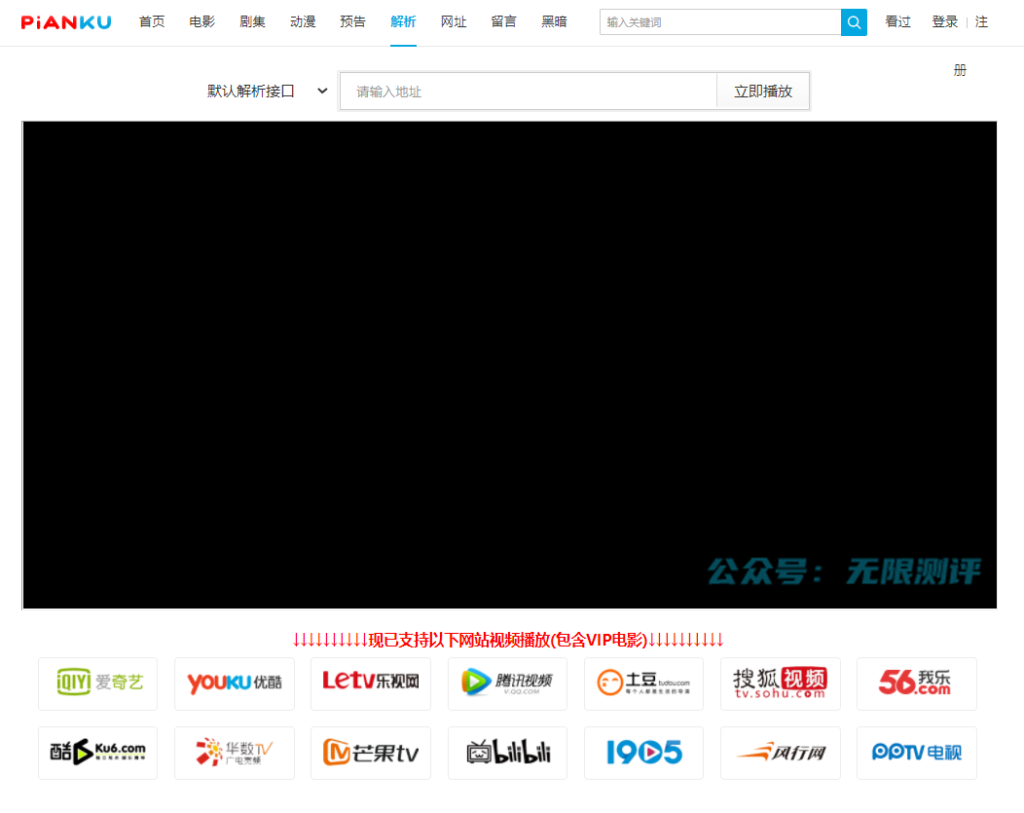 PiANKU 首页 电影 剧集 动漫 预告 解析 网址 留言 黑暗 输入关键词 看过 登录 | 注
册
默认解析接口 请输入地址 立即播放
公众号： 无限测评
↓↓↓↓↓↓↓↓↓↓现已支持以下网站视频播放(包含VIP电影)↓↓↓↓↓↓↓↓↓↓
iQIYI 爱奇艺 YOUKU 优酷 Letv乐视网 腾讯视频 V.QQ.COM 土豆 tudou.com 每个人都是生活的导演 搜狐视频 tv.sohu.com 56.com 我乐
酷6 Ku6.com 华数TV 广电宽频 芒果tv bilibili 1905 风行网 PPTV电视